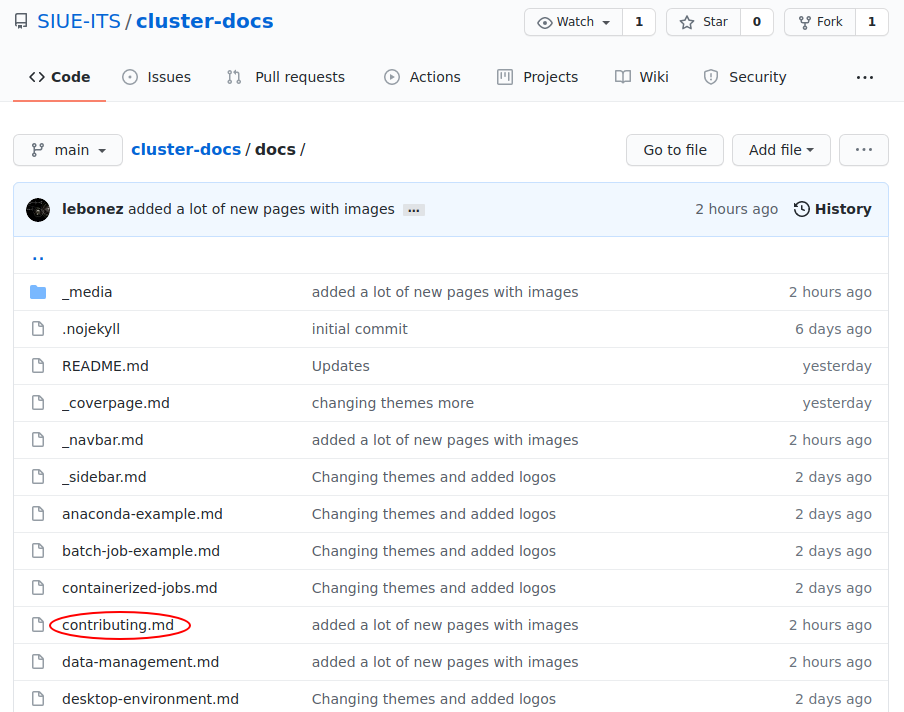 SIUE-ITS / cluster-docs Watch 1 Star 0 Fork 1
Code Issues Pull requests Actions Projects Wiki Security ...
main cluster-docs / docs / Go to file Add file ...
lebonez added a lot of new pages with images ... 2 hours ago History
..
_media added a lot of new pages with images 2 hours ago
.nojekyll initial commit 6 days ago
README.md Updates yesterday
_coverpage.md changing themes more yesterday
_navbar.md added a lot of new pages with images 2 hours ago
_sidebar.md Changing themes and added logos 2 days ago
anaconda-example.md Changing themes and added logos 2 days ago
batch-job-example.md Changing themes and added logos 2 days ago
containerized-jobs.md Changing themes and added logos 2 days ago
contributing.md added a lot of new pages with images 2 hours ago
data-management.md added a lot of new pages with images 2 hours ago
desktop-environment.md Changing themes and added logos 2 days ago